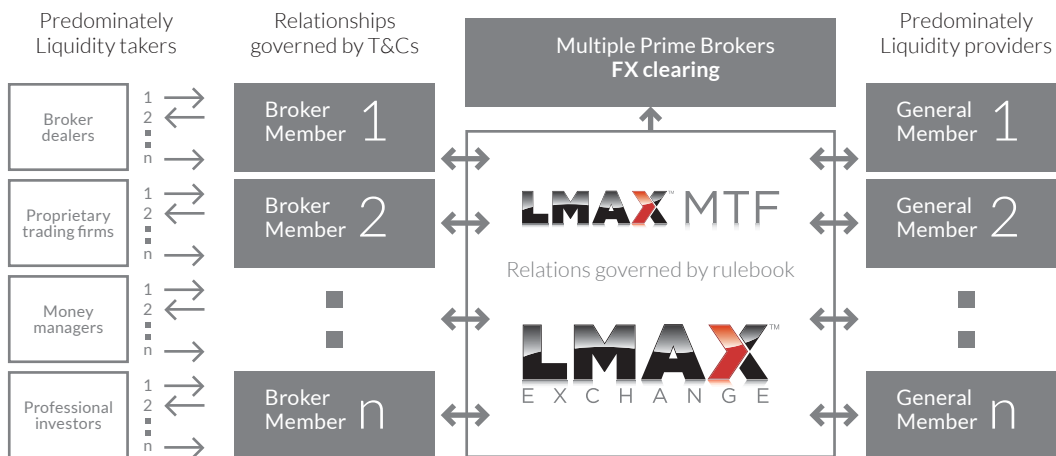 Predominately
Liquidity takers
Relationships
governed by T&Cs
Multiple Prime Brokers
FX clearing
Predominately
Liquidity providers
Broker
dealers
1
2
n
Broker
Member 1
General
Member 1
LMAX™ MTF
Proprietary
trading firms
1
2
n
Broker
Member 2
General
Member 2
Relations governed by rulebook
Money
managers
1
2
n
LMAX™
EXCHANGE
Professional
investors
1
2
n
Broker
Member n
General
Member n